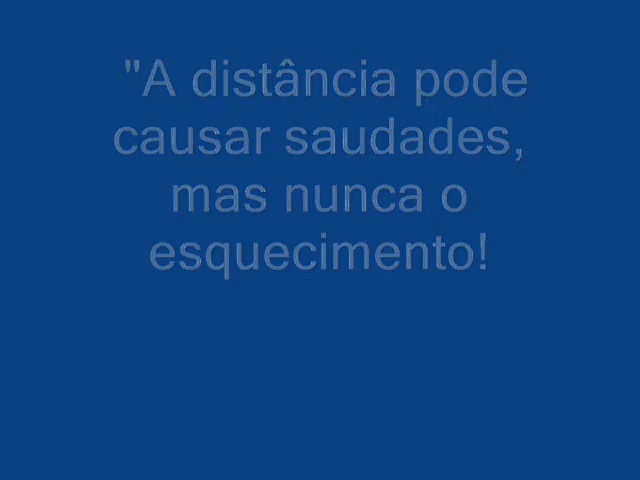 "A distância pode
causar saudades,
mas nunca o
esquecimento!